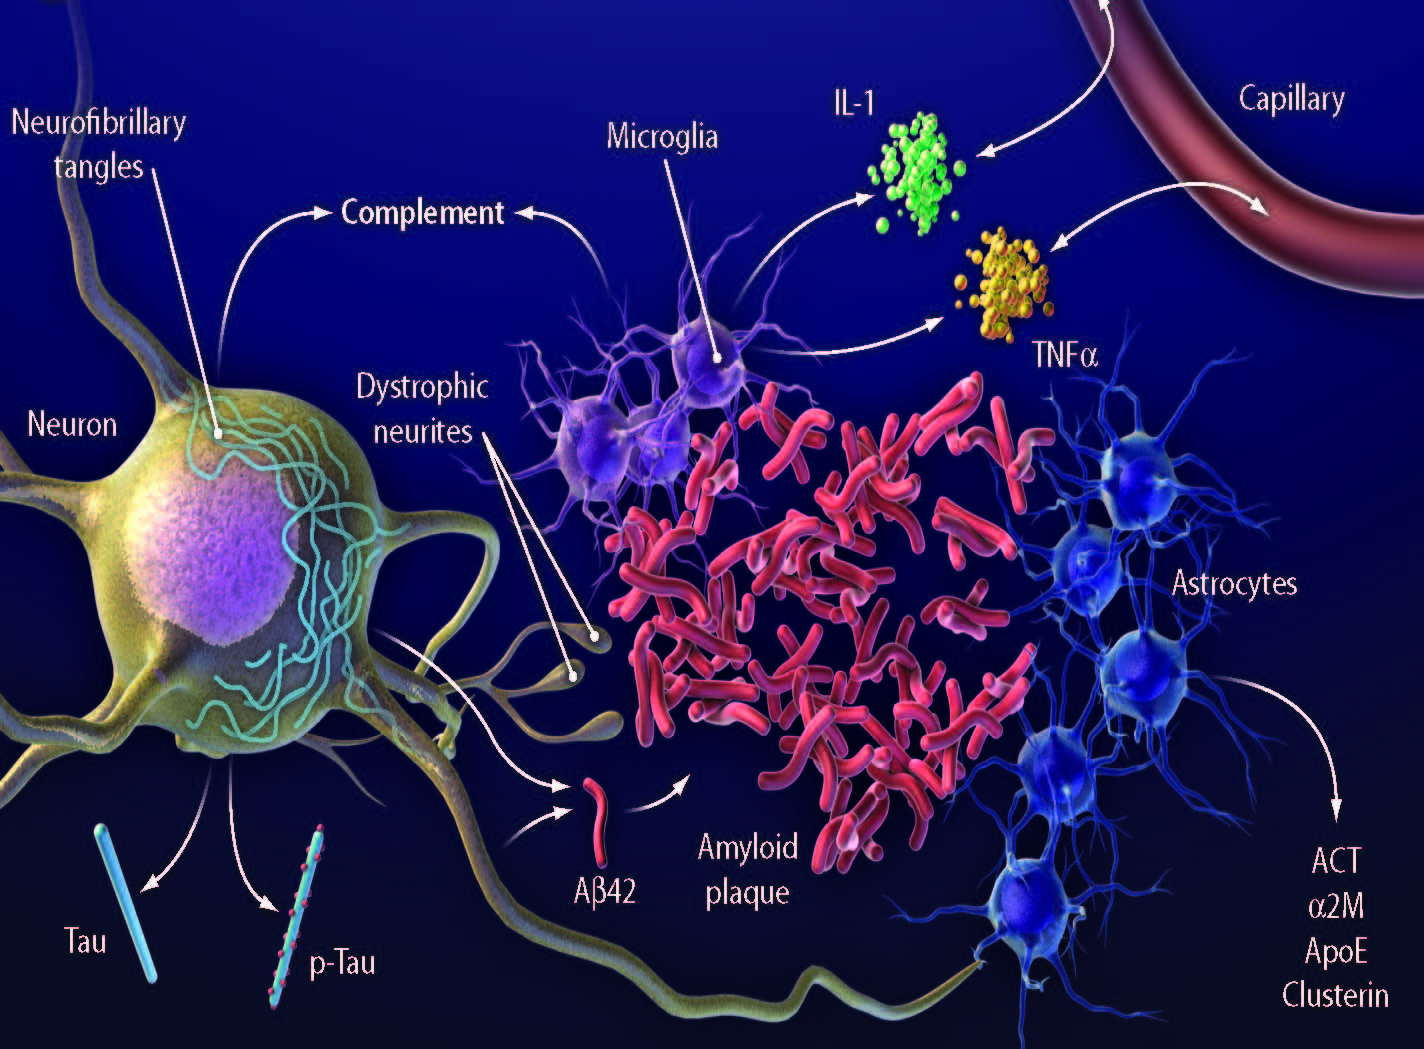 Neurofibrillary
tangles
Complement
Microglia
IL-1
Capillary
TNFα
Neuron
Dystrophic
neurites
Astrocytes
Amyloid
plaque
Aβ42
Tau
p-Tau
ACT
α2M
ApoE
Clusterin